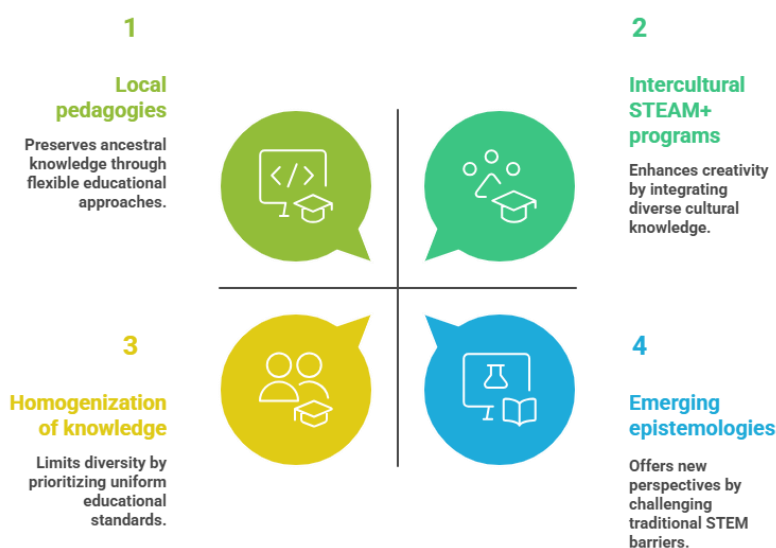 1
Local
pedagogies
Preserves ancestral
knowledge through
flexible educational
approaches.
2
Intercultural
STEAM+
programs
Enhances creativity
by integrating
diverse cultural
knowledge.
3
Homogenization
of knowledge
Limits diversity by
prioritizing uniform
educational
standards.
4
Emerging
epistemologies
Offers new
perspectives by
challenging
traditional STEM
barriers.